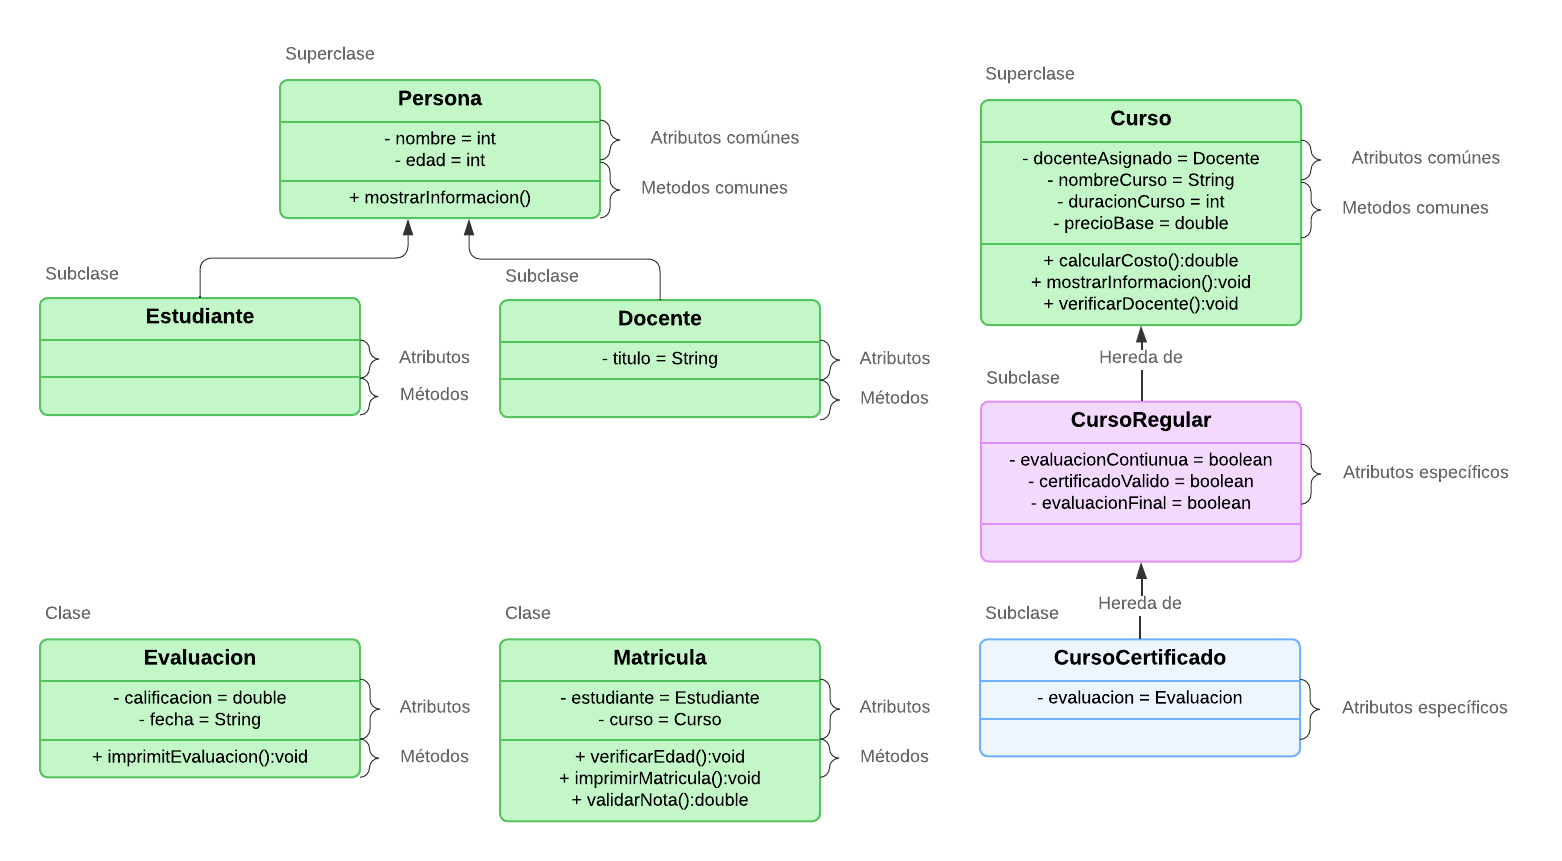 Superclase
Persona
- nombre = int
- edad = int
+ mostrarInformacion()
Atributos comúnes
Metodos comunes
Subclase
Estudiante
Atributos
Métodos
Subclase
Docente
- titulo = String
Atributos
Métodos
Superclase
Curso
- docenteAsignado = Docente
- nombreCurso = String
- duracionCurso = int
- precioBase = double
+ calcularCosto():double
+ mostrarInformacion():void
+ verificarDocente():void
Atributos comúnes
Metodos comunes
Hereda de
Subclase
CursoRegular
- evaluacionContiunua = boolean
- certificadoValido = boolean
- evaluacionFinal = boolean
Atributos específicos
Hereda de
Subclase
CursoCertificado
- evaluacion = Evaluacion
Atributos específicos
Clase
Evaluacion
- calificacion = double
- fecha = String
+ imprimitEvaluacion():void
Atributos
Métodos
Clase
Matricula
- estudiante = Estudiante
- curso = Curso
+ verificarEdad():void
+ imprimirMatricula():void
+ validarNota():double
Atributos
Métodos